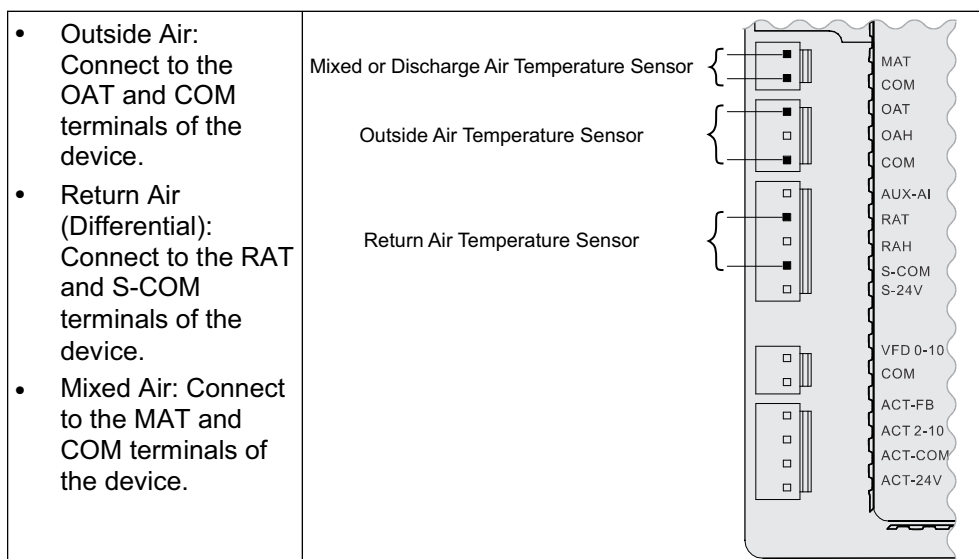 • Outside Air:
Connect to the
OAT and COM
terminals of the
device.
• Return Air
(Differential):
Connect to the RAT
and S-COM
terminals of the
device.
• Mixed Air: Connect
to the MAT and
COM terminals of
the device.
Mixed or Discharge Air Temperature Sensor
Outside Air Temperature Sensor
Return Air Temperature Sensor
MAT
COM
OAT
OAH
COM
AUX-AI
RAT
RAH
S-COM
S-24V
VFD 0-10
COM
ACT-FB
ACT 2-10
ACT-COM
ACT-24V